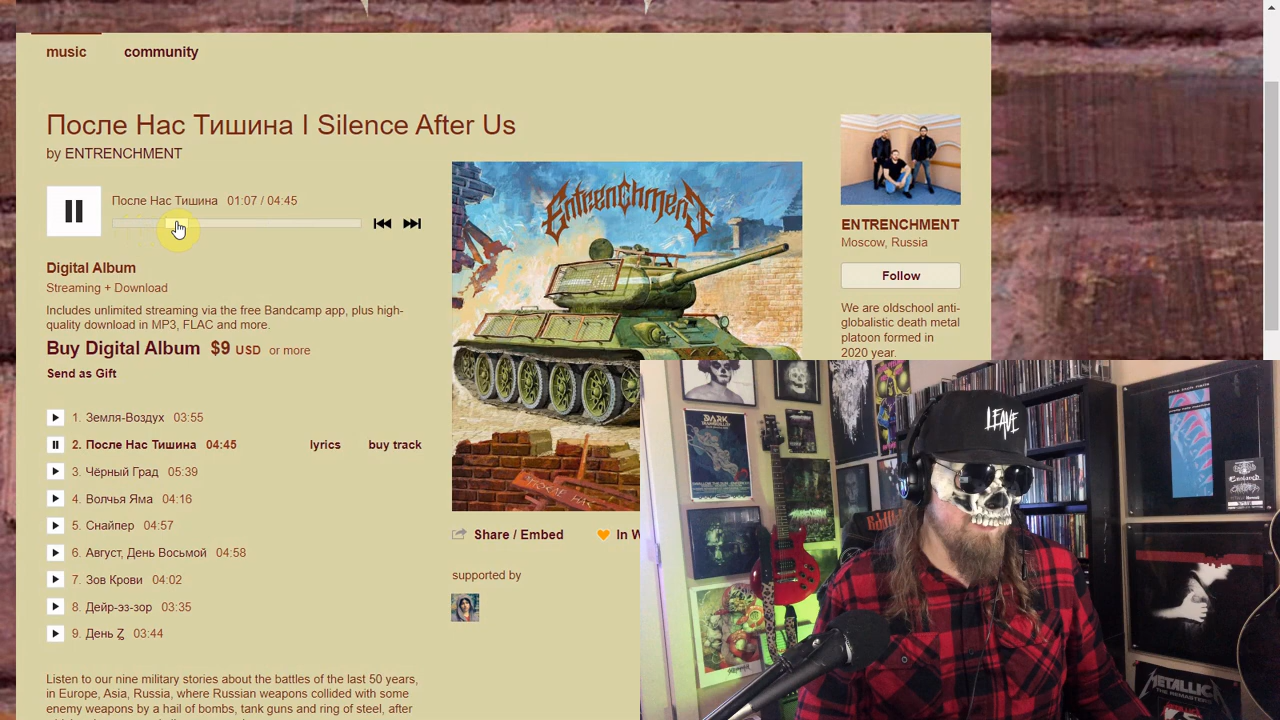 music
community
После Нас Тишина I Silence After Us
by ENTRENCHMENT
После Нас Тишина 01:07 / 04:45
Digital Album
Streaming + Download
Includes unlimited streaming via the free Bandcamp app, plus high-
quality download in MP3, FLAC and more.
Buy Digital Album $9 USD or more
Send as Gift
1. Земля-Воздух 03:55
2. После Нас Тишина 04:45 lyrics buy track
3. Чёрный Град 05:39
4. Волчья Яма 04:16
5. Снайпер 04:57
6. Август, День Восьмой 04:58
7. Зов Крови 04:02
8. Дейр-эз-зор 03:35
9. День Ȥ 03:44
Listen to our nine military stories about the battles of the last 50 years,
in Europe, Asia, Russia, where Russian weapons collided with some
enemy weapons by a hail of bombs, tank guns and ring of steel, after
Entrenchment
Share / Embed
In W
supported by
ENTRENCHMENT
Moscow, Russia
Follow
We are oldschool anti-
globalistic death metal
platoon formed in
2020 year.
LEAVE
DARK
METALLICA
THE REMASTERED